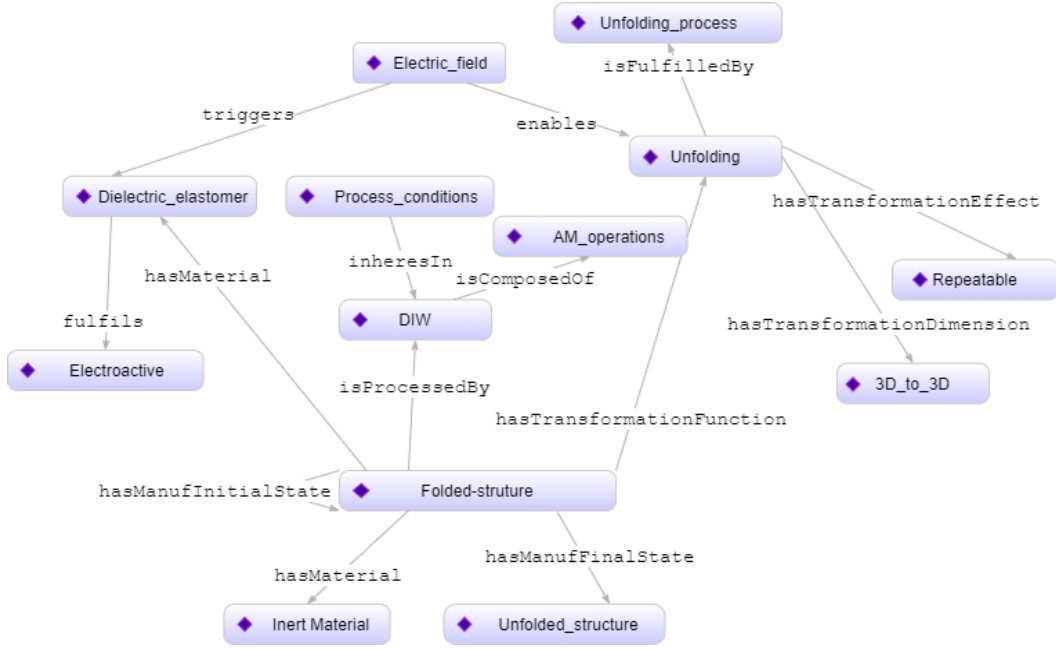 Unfolding_process
isFulfilledBy
Electric_field
triggers
enables
Unfolding
Dielectric_elastomer
Process_conditions
hasTransformationEffect
AM_operations
inheresIn
isComposedOf
hasMaterial
Repeatable
fulfils
DIW
hasTransformationDimension
Electroactive
isProcessedBy
3D_to_3D
hasTransformationFunction
hasManufInitialState
Folded-struture
hasManufFinalState
hasMaterial
Inert Material
Unfolded_structure